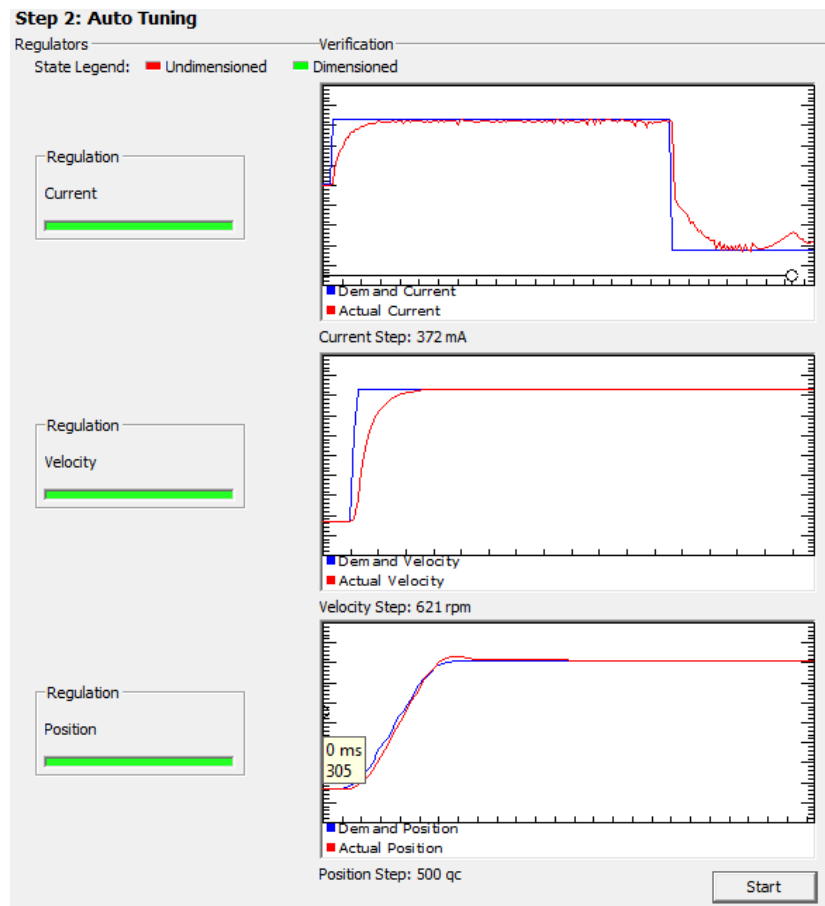 Step 2: Auto Tuning
Regulators
Verification
State Legend: Undimensioned Dimensioned
Regulation
Current
Demand Current
Actual Current
Current Step: 372 mA
Regulation
Velocity
Demand Velocity
Actual Velocity
Velocity Step: 621 rpm
Regulation
Position
0 ms
305
Demand Position
Actual Position
Position Step: 500 qc
Start